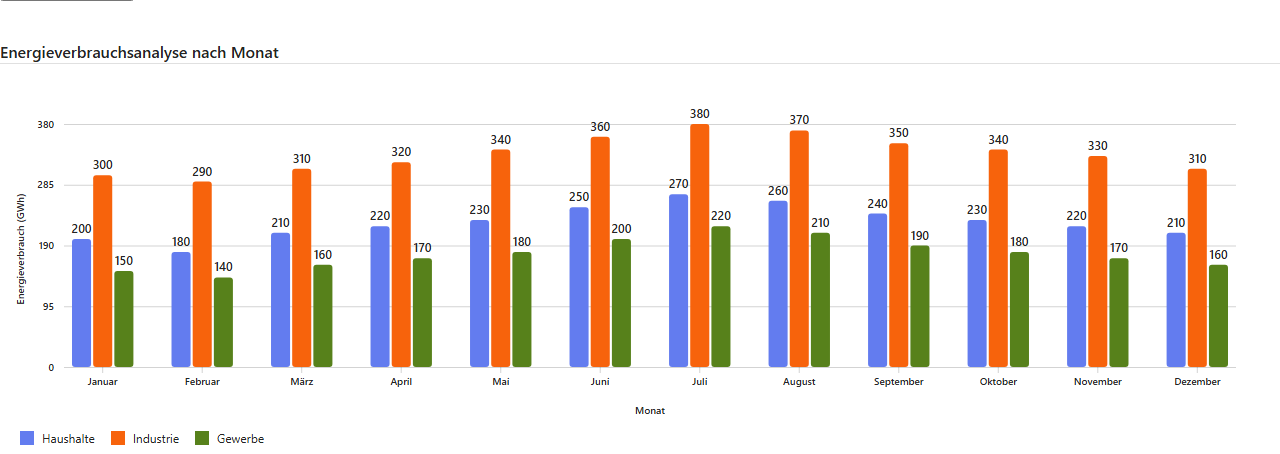 Energieverbrauchsanalyse nach Monat
Energieverbrauch (GWh)
380
285
190
95
0
200 300 150
180 290 140
210 310 160
220 320 170
230 340 180
250 360 200
270 380 220
260 370 210
240 350 190
230 340 180
220 330 170
210 310 160
Januar Februar März April Mai Juni Juli August September Oktober November Dezember
Monat
Haushalte Industrie Gewerbe